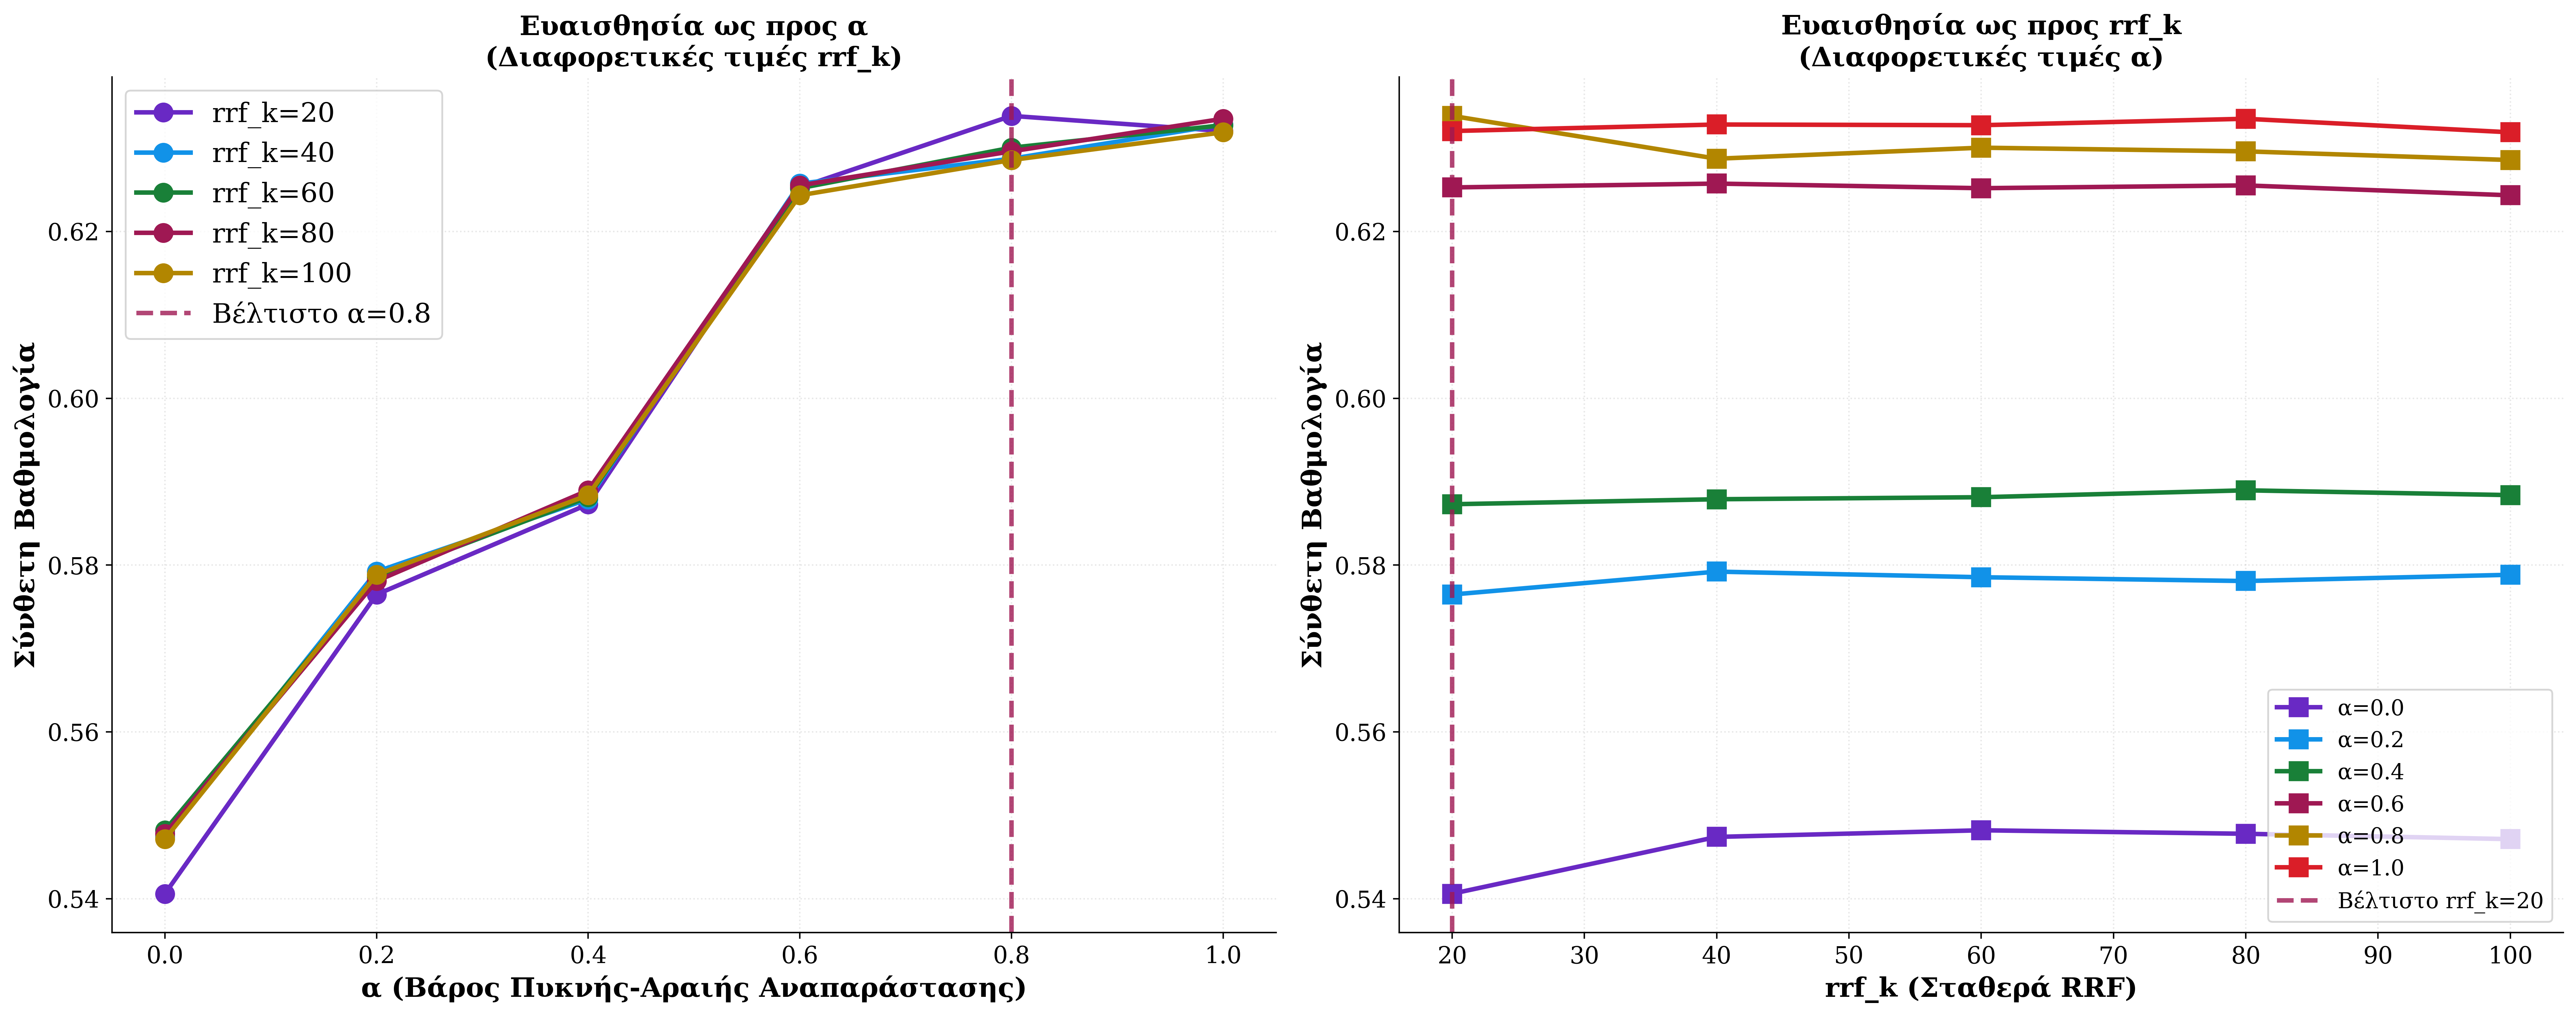 Ευαισθησία ως προς α
(Διαφορετικές τιμές rrf_k)
rrf_k=20
rrf_k=40
rrf_k=60
rrf_k=80
rrf_k=100
Βέλτιστο α=0.8
Σύνθετη Βαθμολογία
0.62
0.60
0.58
0.56
0.54
0.0 0.2 0.4 0.6 0.8 1.0
α (Βάρος Πυκνής-Αραιής Αναπαράστασης)
Ευαισθησία ως προς rrf_k
(Διαφορετικές τιμές α)
Σύνθετη Βαθμολογία
0.62
0.60
0.58
0.56
0.54
α=0.0
α=0.2
α=0.4
α=0.6
α=0.8
α=1.0
Βέλτιστο rrf_k=20
20 30 40 50 60 70 80 90 100
rrf_k (Σταθερά RRF)